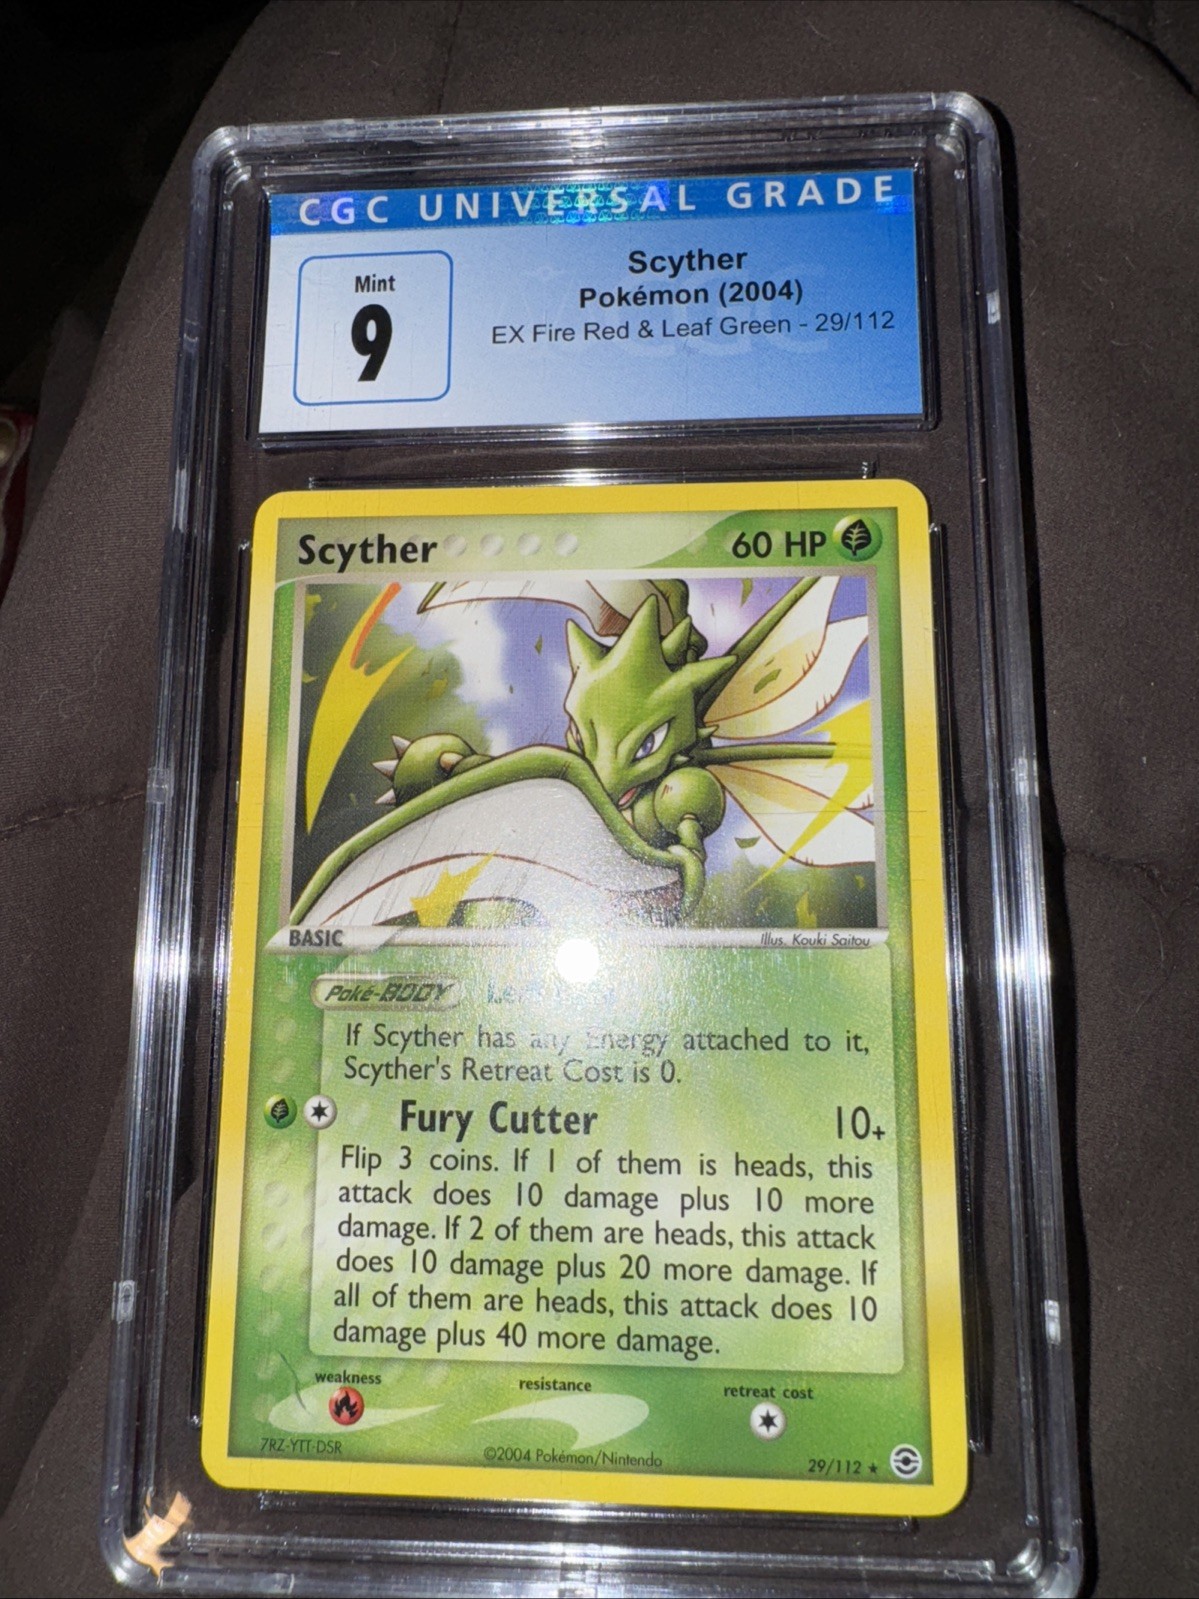 CGC UNIVERSAL GRADE
Mint
9
Scyther
Pokémon (2004)
EX Fire Red & Leaf Green - 29/112
Scyther
60 HP
BASIC
Illus. Kouki Saitou
Poké-BODY
If Scyther has any Energy attached to it,
Scyther's Retreat Cost is 0.
Fury Cutter 10+
Flip 3 coins. If 1 of them is heads, this
attack does 10 damage plus 10 more
damage. If 2 of them are heads, this attack
does 10 damage plus 20 more damage. If
all of them are heads, this attack does 10
damage plus 40 more damage.
weakness resistance retreat cost
7RZ-YTT-DSR
©2004 Pokémon/Nintendo
29/112 ★